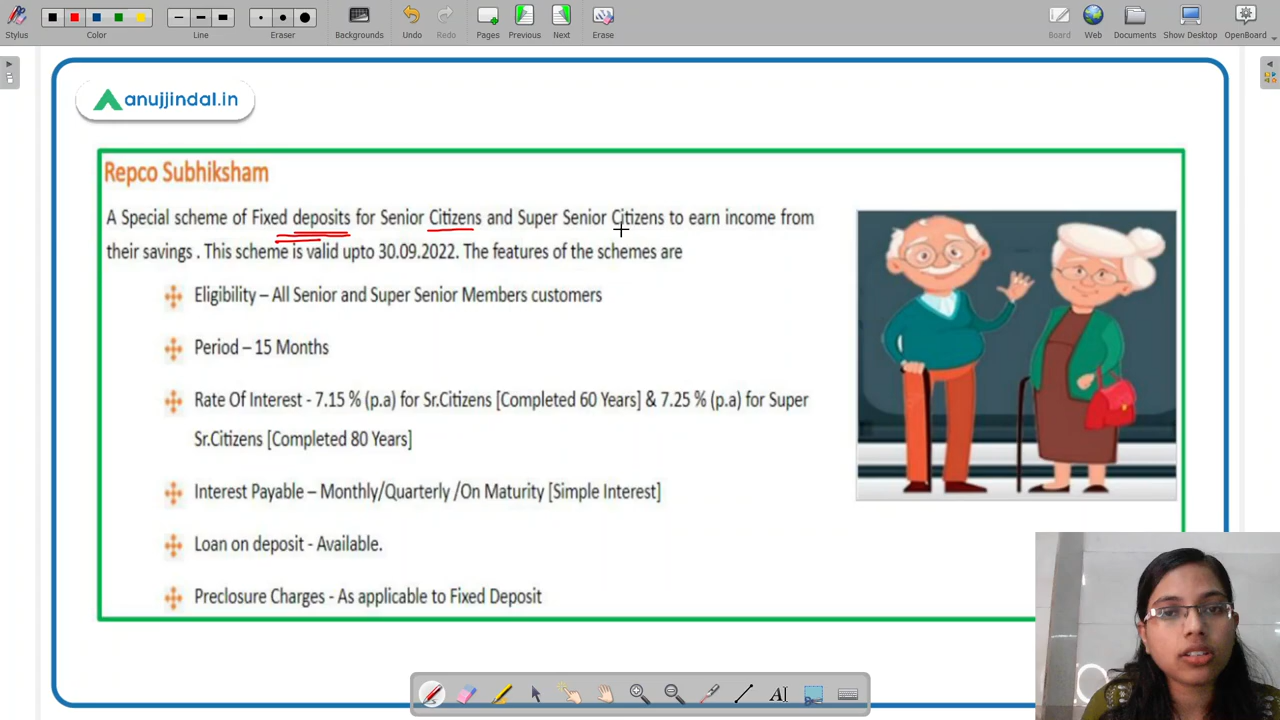 Stylus
Color
Line
Eraser
Backgrounds
Undo
Redo
Pages
Previous
Next
Erase
Board
Web
Documents
Show Desktop
OpenBoard
anujjindal.in
Repco Subhiksham
A Special scheme of Fixed deposits for Senior Citizens and Super Senior Citizens to earn income from
their savings . This scheme is valid upto 30.09.2022. The features of the schemes are
Eligibility – All Senior and Super Senior Members customers
Period – 15 Months
Rate Of Interest - 7.15 % (p.a) for Sr.Citizens [Completed 60 Years] & 7.25 % (p.a) for Super
Sr.Citizens [Completed 80 Years]
Interest Payable – Monthly/Quarterly /On Maturity [Simple Interest]
Loan on deposit - Available.
Preclosure Charges - As applicable to Fixed Deposit